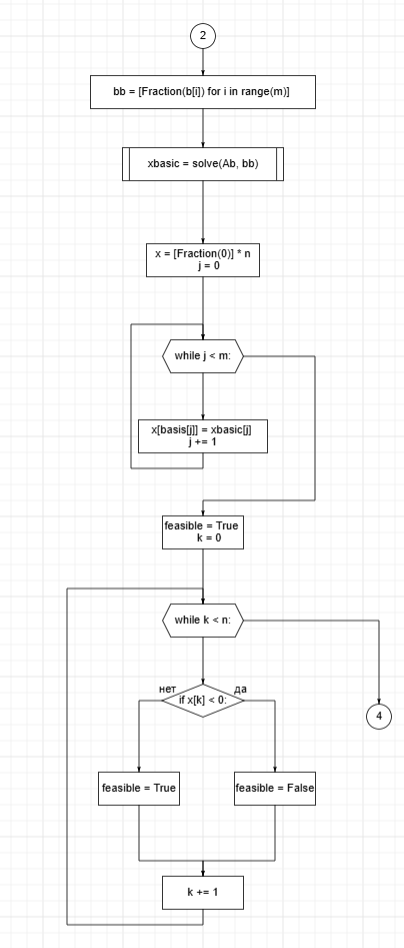 2
bb = [Fraction(b[i]) for i in range(m)]
xbasic = solve(Ab, bb)
x = [Fraction(0)] * n
j = 0
while j < m:
x[basis[j]] = xbasic[j]
j += 1
feasible = True
k = 0
while k < n:
нет
да
if x[k] < 0:
4
feasible = True
feasible = False
k += 1